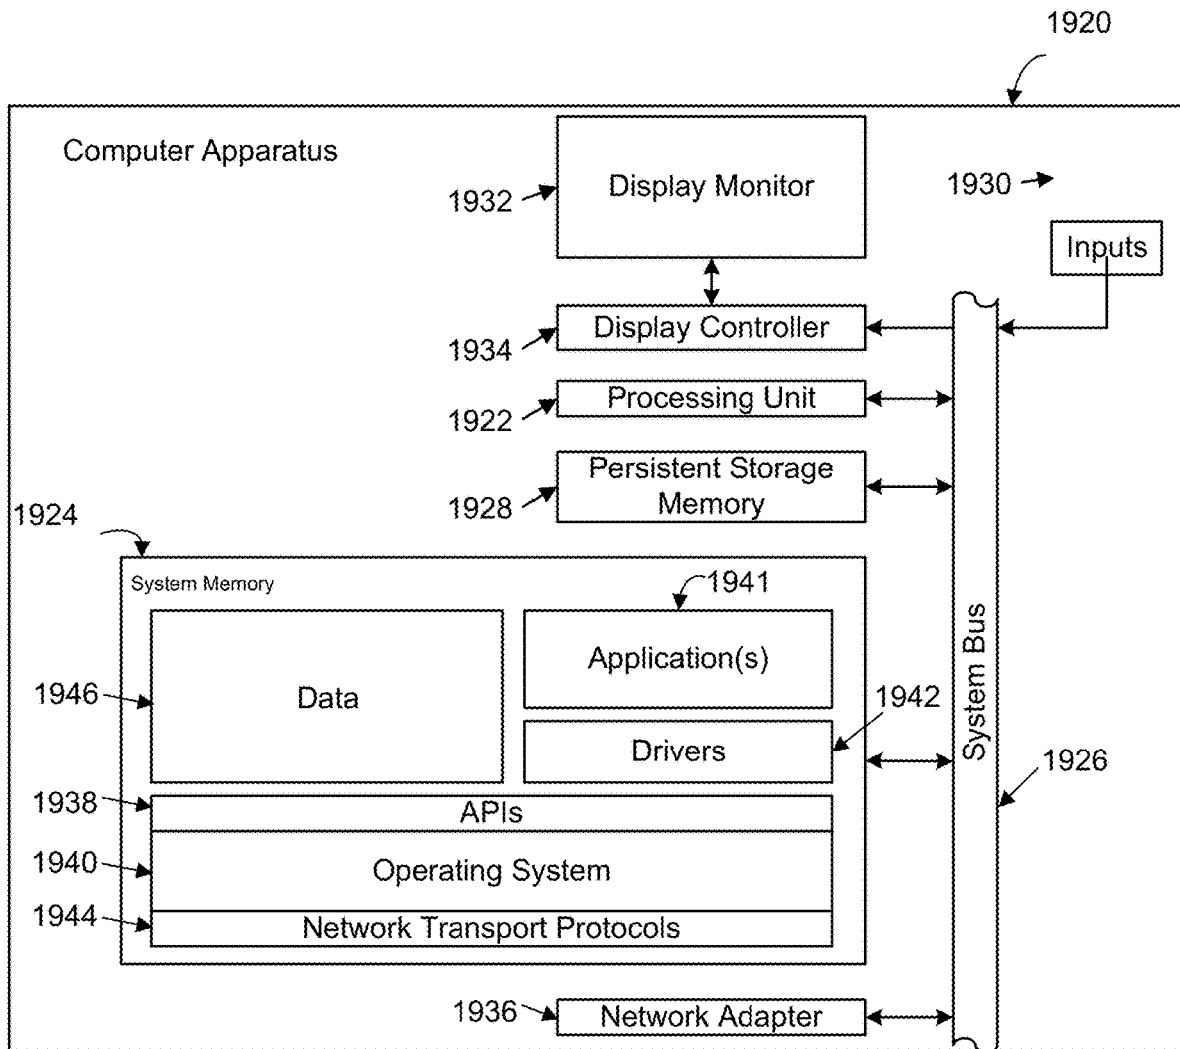 1920
Computer Apparatus
Display Monitor
1932
1930
Inputs
Display Controller
1934
Processing Unit
1922
Persistent Storage
Memory
1928
1924
System Memory
1941
Application(s)
Data
1946
1942
Drivers
System Bus
1926
1938
APIs
1940
Operating System
1944
Network Transport Protocols
1936
Network Adapter